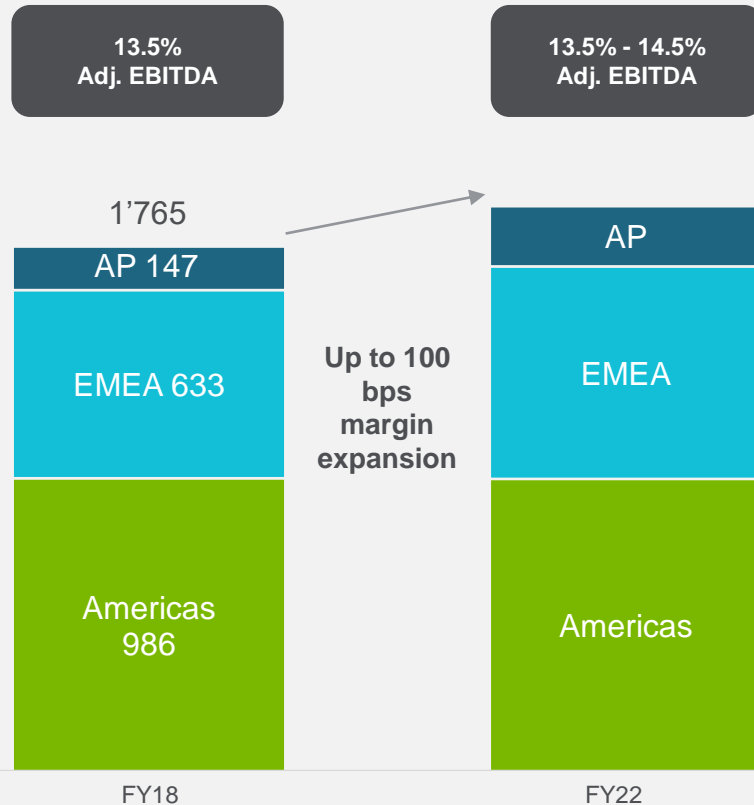 13.5%
Adj. EBITDA
13.5% - 14.5%
Adj. EBITDA
1’765
AP 147
EMEA 633
Americas
986
Up to 100
bps
margin
expansion
AP
EMEA
Americas
FY18
FY22